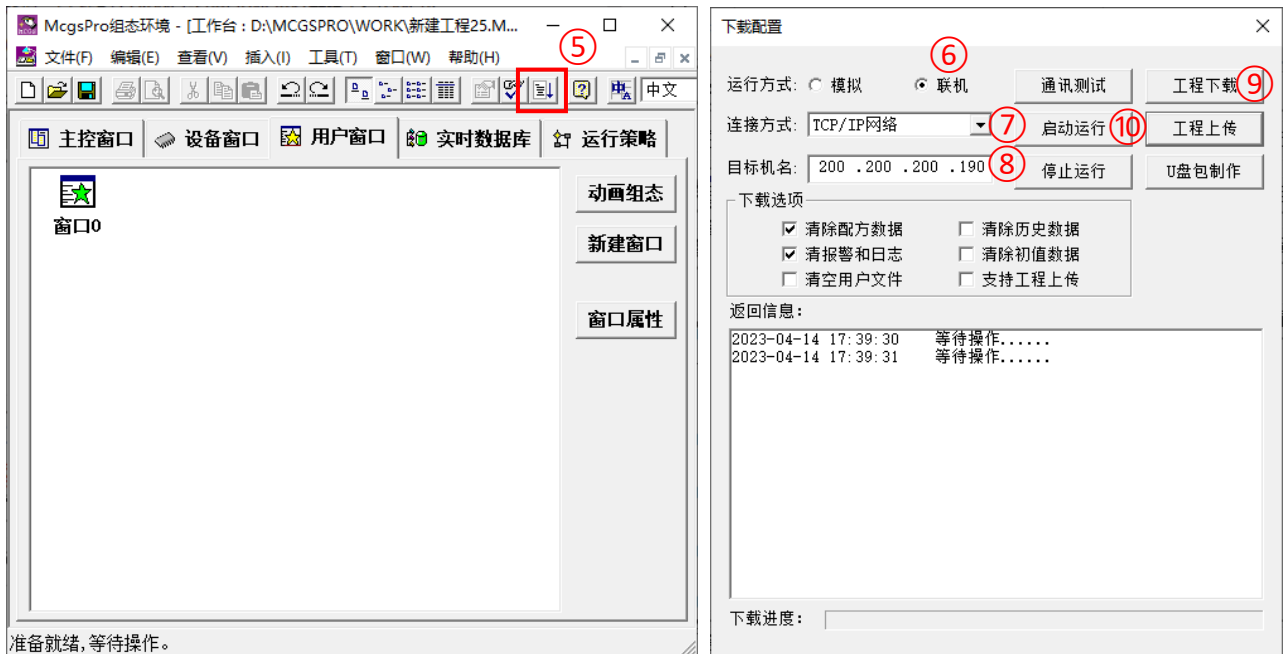 McgsPro组态环境 - [工作台 : D:\MCGSPRO\WORK\新建工程25.M...
⑤
文件(F) 编辑(E) 查看(V) 插入(I) 工具(T) 窗口(W) 帮助(H)
中文
主控窗口 设备窗口 用户窗口 实时数据库 运行策略
窗口0
动画组态
新建窗口
窗口属性
准备就绪,等待操作。
下载配置
⑥
运行方式: 模拟 联机 通讯测试 工程下载 ⑨
连接方式: TCP/IP网络 ⑦ 启动运行 ⑩ 工程上传
目标机名: 200 .200 .200 .190 ⑧ 停止运行 U盘包制作
下载选项
清除配方数据 清除历史数据
清报警和日志 清除初值数据
清空用户文件 支持工程上传
返回信息:
2023-04-14 17:39:30 等待操作......
2023-04-14 17:39:31 等待操作......
下载进度: